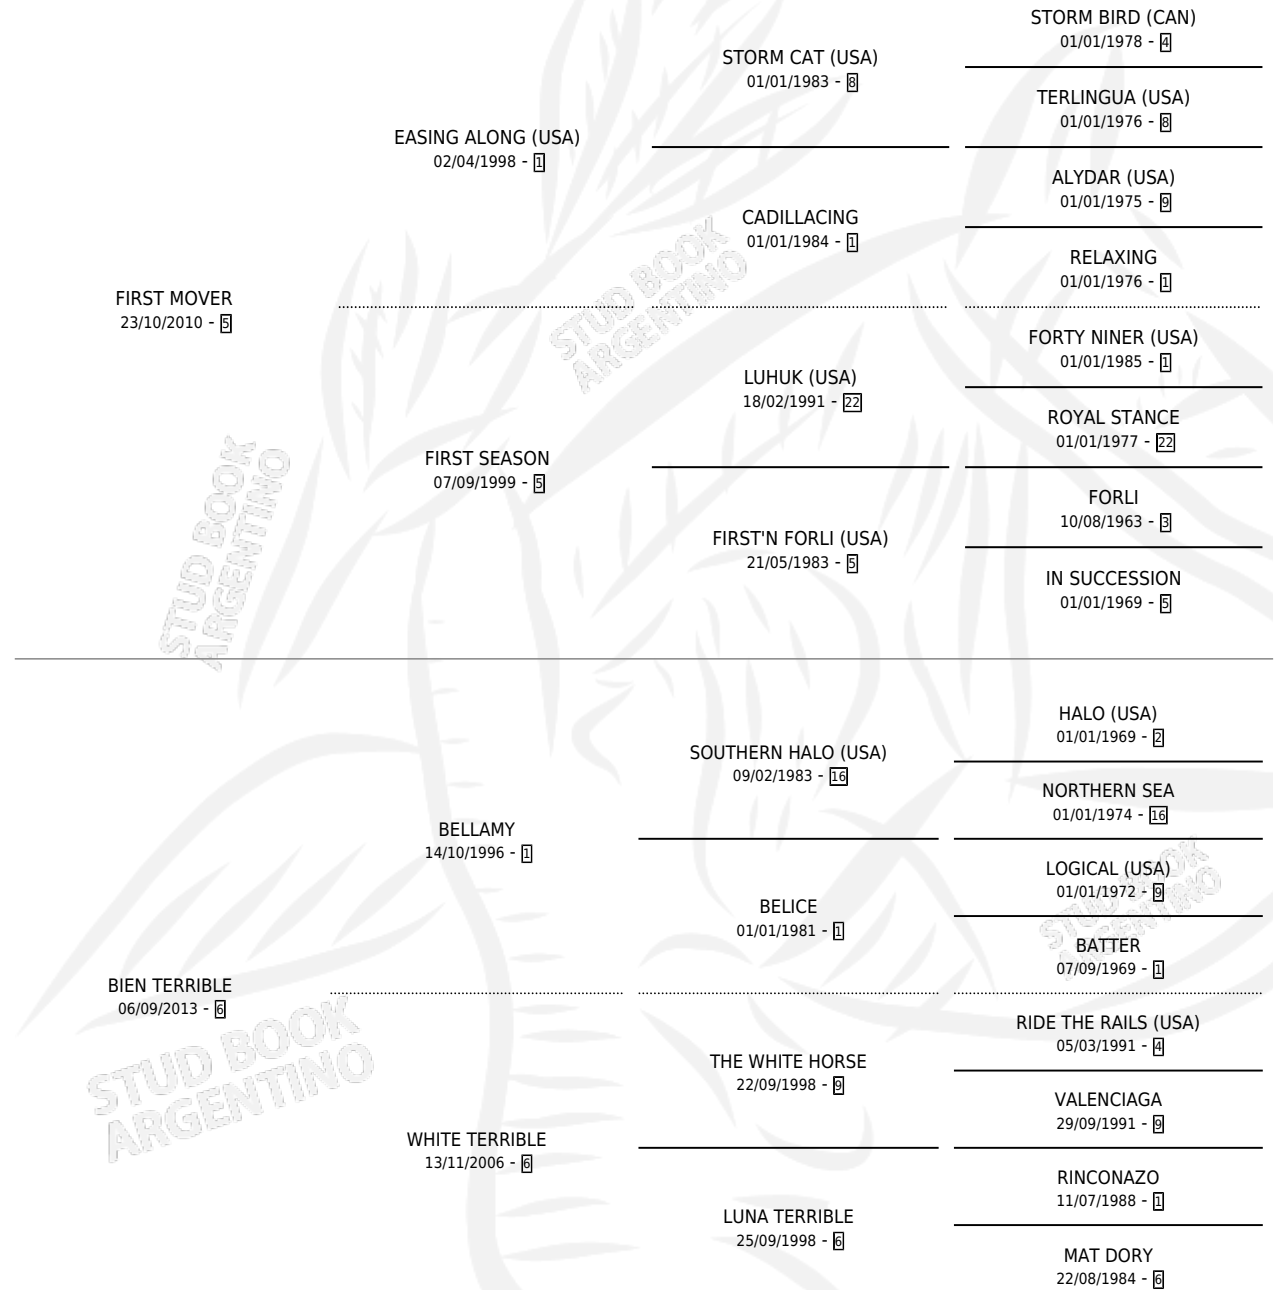 STORM BIRD (CAN)
01/01/1978 - 4
STORM CAT (USA)
01/01/1983 - 8
TERLINGUA (USA)
01/01/1976 - 8
EASING ALONG (USA)
02/04/1998 - 1
ALYDAR (USA)
01/01/1975 - 9
CADILLACING
01/01/1984 - 1
RELAXING
01/01/1976 - 1
FIRST MOVER
23/10/2010 - 5
FORTY NINER (USA)
01/01/1985 - 1
LUHUK (USA)
18/02/1991 - 22
ROYAL STANCE
01/01/1977 - 22
FIRST SEASON
07/09/1999 - 5
FORLI
10/08/1963 - 3
FIRST'N FORLI (USA)
21/05/1983 - 5
IN SUCCESSION
01/01/1969 - 5
STUD BOOK
ARGENTINO
STUD BOOK
ARGENTINO
HALO (USA)
01/01/1969 - 2
SOUTHERN HALO (USA)
09/02/1983 - 16
NORTHERN SEA
01/01/1974 - 16
BELLAMY
14/10/1996 - 1
LOGICAL (USA)
01/01/1972 - 9
BELICE
01/01/1981 - 1
BATTER
07/09/1969 - 1
STUD BOOK
ARGENTINO
BIEN TERRIBLE
06/09/2013 - 6
RIDE THE RAILS (USA)
05/03/1991 - 4
THE WHITE HORSE
22/09/1998 - 9
VALENCIAGA
29/09/1991 - 9
WHITE TERRIBLE
13/11/2006 - 6
RINCONAZO
11/07/1988 - 1
LUNA TERRIBLE
25/09/1998 - 6
MAT DORY
22/08/1984 - 6
STUD BOOK
ARGENTINO